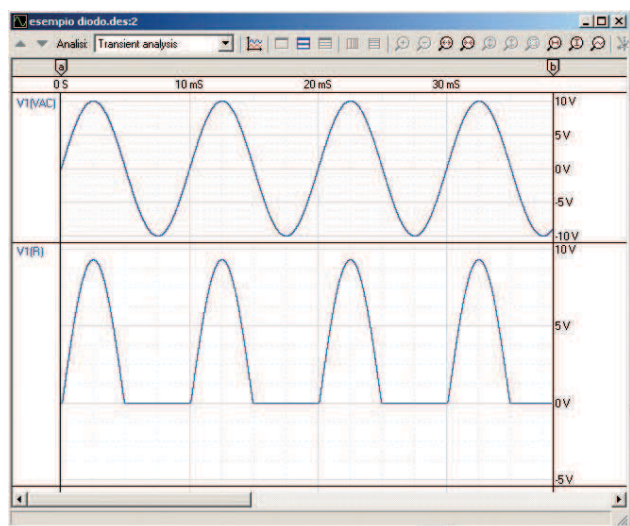 esempio diodo.des:2
Analisi: Transient analysis
a b
0 S 10 mS 20 mS 30 mS
V1(VAC)
10 V
5 V
0 V
-5 V
-10 V
V1(R)
10 V
5 V
0 V
-5 V